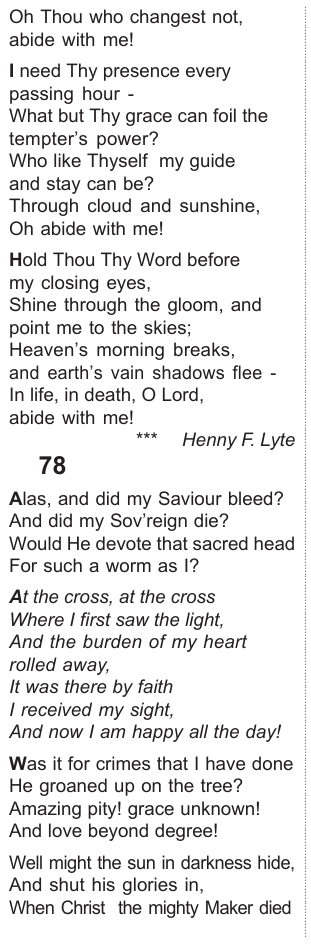 Oh Thou who changest not,
abide with me!
I need Thy presence every
passing hour -
What but Thy grace can foil the
tempter's power?
Who like Thyself my guide
and stay can be?
Through cloud and sunshine,
Oh abide with me!
Hold Thou Thy Word before
my closing eyes,
Shine through the gloom, and
point me to the skies;
Heaven's morning breaks,
and earth's vain shadows flee -
In life, in death, O Lord,
abide with me!
*** Henny F. Lyte
78
Alas, and did my Saviour bleed?
And did my Sov'reign die?
Would He devote that sacred head
For such a worm as I?
At the cross, at the cross
Where I first saw the light,
And the burden of my heart
rolled away,
It was there by faith
I received my sight,
And now I am happy all the day!
Was it for crimes that I have done
He groaned up on the tree?
Amazing pity! grace unknown!
And love beyond degree!
Well might the sun in darkness hide,
And shut his glories in,
When Christ the mighty Maker died